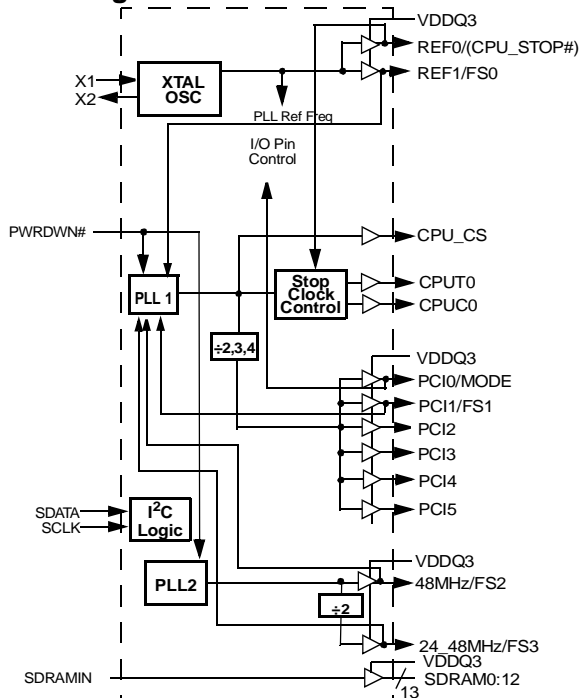 VDDQ3
REF0/(CPU_STOP#)
X1
X2
XTAL
OSC
REF1/FS0
PLL Ref Freq
I/O Pin
Control
PWRDWN#
CPU_CS
PLL 1
Stop
Clock
Control
CPUT0
CPUC0
÷2,3,4
VDDQ3
PCI0/MODE
PCI1/FS1
PCI2
PCI3
PCI4
PCI5
SDATA
SCLK
I²C
Logic
VDDQ3
PLL2
48MHz/FS2
÷2
24_48MHz/FS3
VDDQ3
SDRAMIN
SDRAM0:12
13